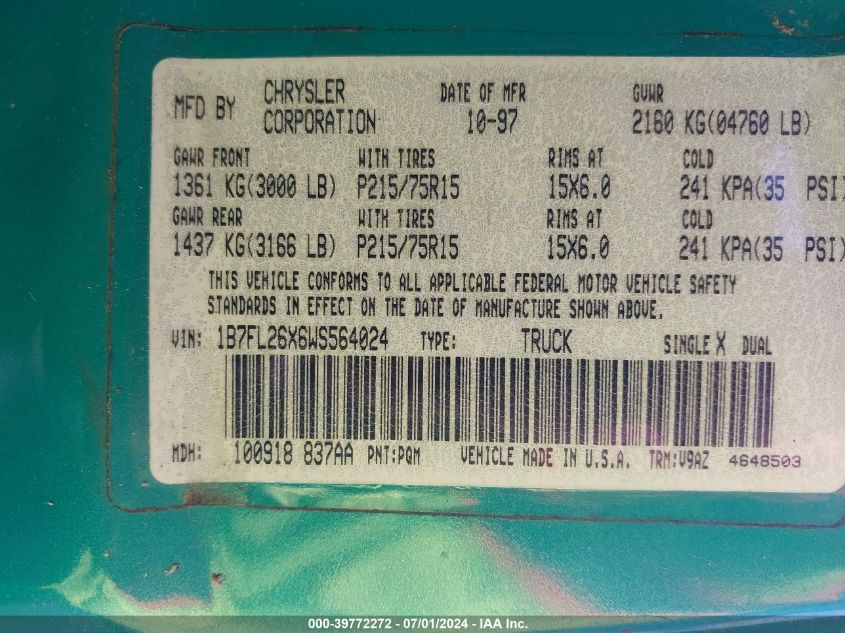 MFD BY CHRYSLER CORPORATION DATE OF MFR 10-97 GVWR 2160 KG(04760 LB)
GAWR FRONT WITH TIRES RIMS AT COLD
1361 KG(3000 LB) P215/75R15 15X6.0 241 KPA(35 PSI)
GAWR REAR WITH TIRES RIMS AT COLD
1437 KG(3166 LB) P215/75R15 15X6.0 241 KPA(35 PSI)
THIS VEHICLE CONFORMS TO ALL APPLICABLE FEDERAL MOTOR VEHICLE SAFETY
STANDARDS IN EFFECT ON THE DATE OF MANUFACTURE SHOWN ABOVE.
VIN: 1B7FL26X6WS564024 TYPE: TRUCK SINGLE X DUAL
MDH: 100918 837AA PNT:PQM VEHICLE MADE IN U.S.A. TRM:V9AZ 4648503
000-39772272 - 07/01/2024 - IAA Inc.